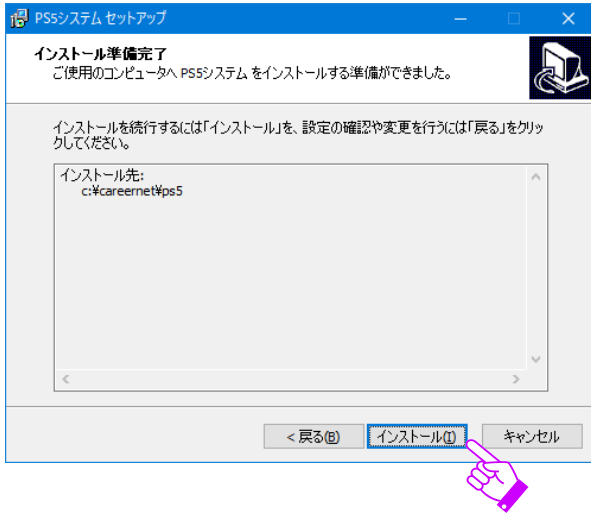 PS5システム セットアップ
インストール準備完了
ご使用のコンピュータへ PS5システム をインストールする準備ができました。
インストールを続行するには「インストール」を、設定の確認や変更を行うには「戻る」をクリッ
クしてください。
インストール先:
c:¥careernet¥ps5
< 戻る(B)
インストール(I)
キャンセル